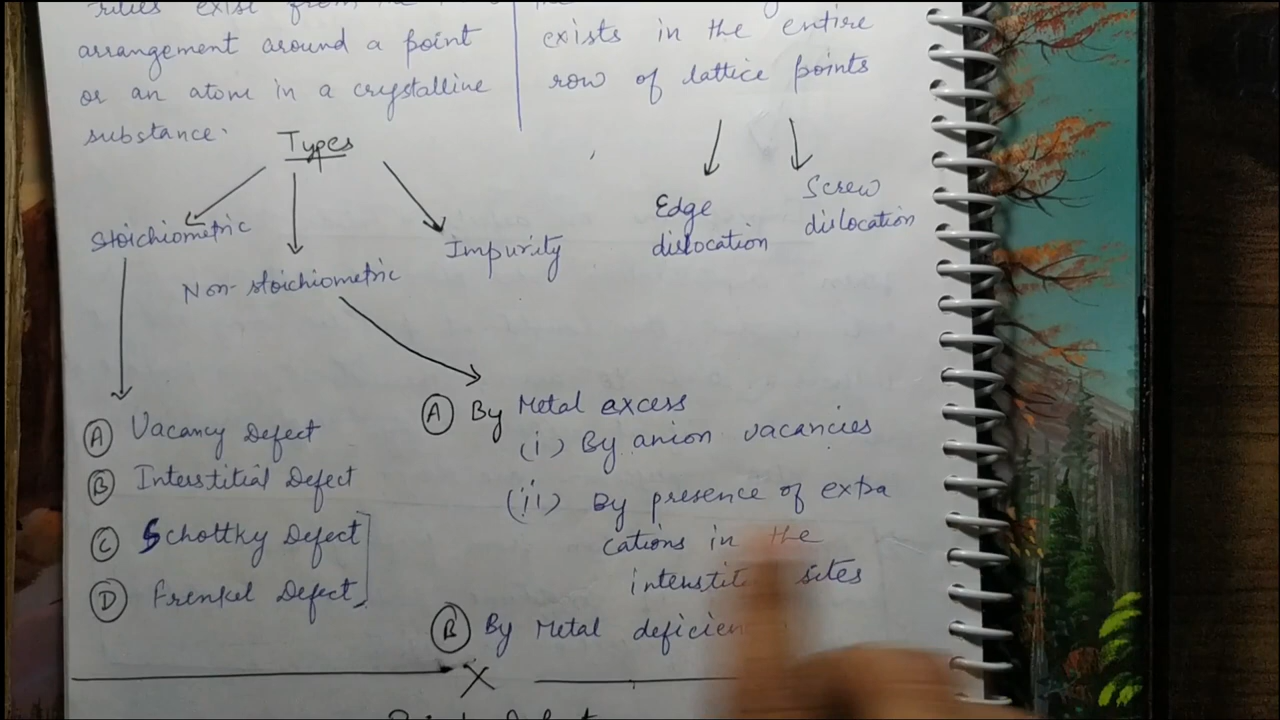 arrangement around a point
or an atom in a crystalline
substance.
exists in the entire
row of lattice points
Types
Stoichiometric
Non-stoichiometric
Impurity
Edge
dislocation
Screw
dislocation
A Vacancy Defect
B Interstitial Defect
C Schottky Defect
D Frenkel Defect
A By Metal excess
(i) By anion vacancies
(ii) By presence of extra
cations in the
sites
B By Metal
X